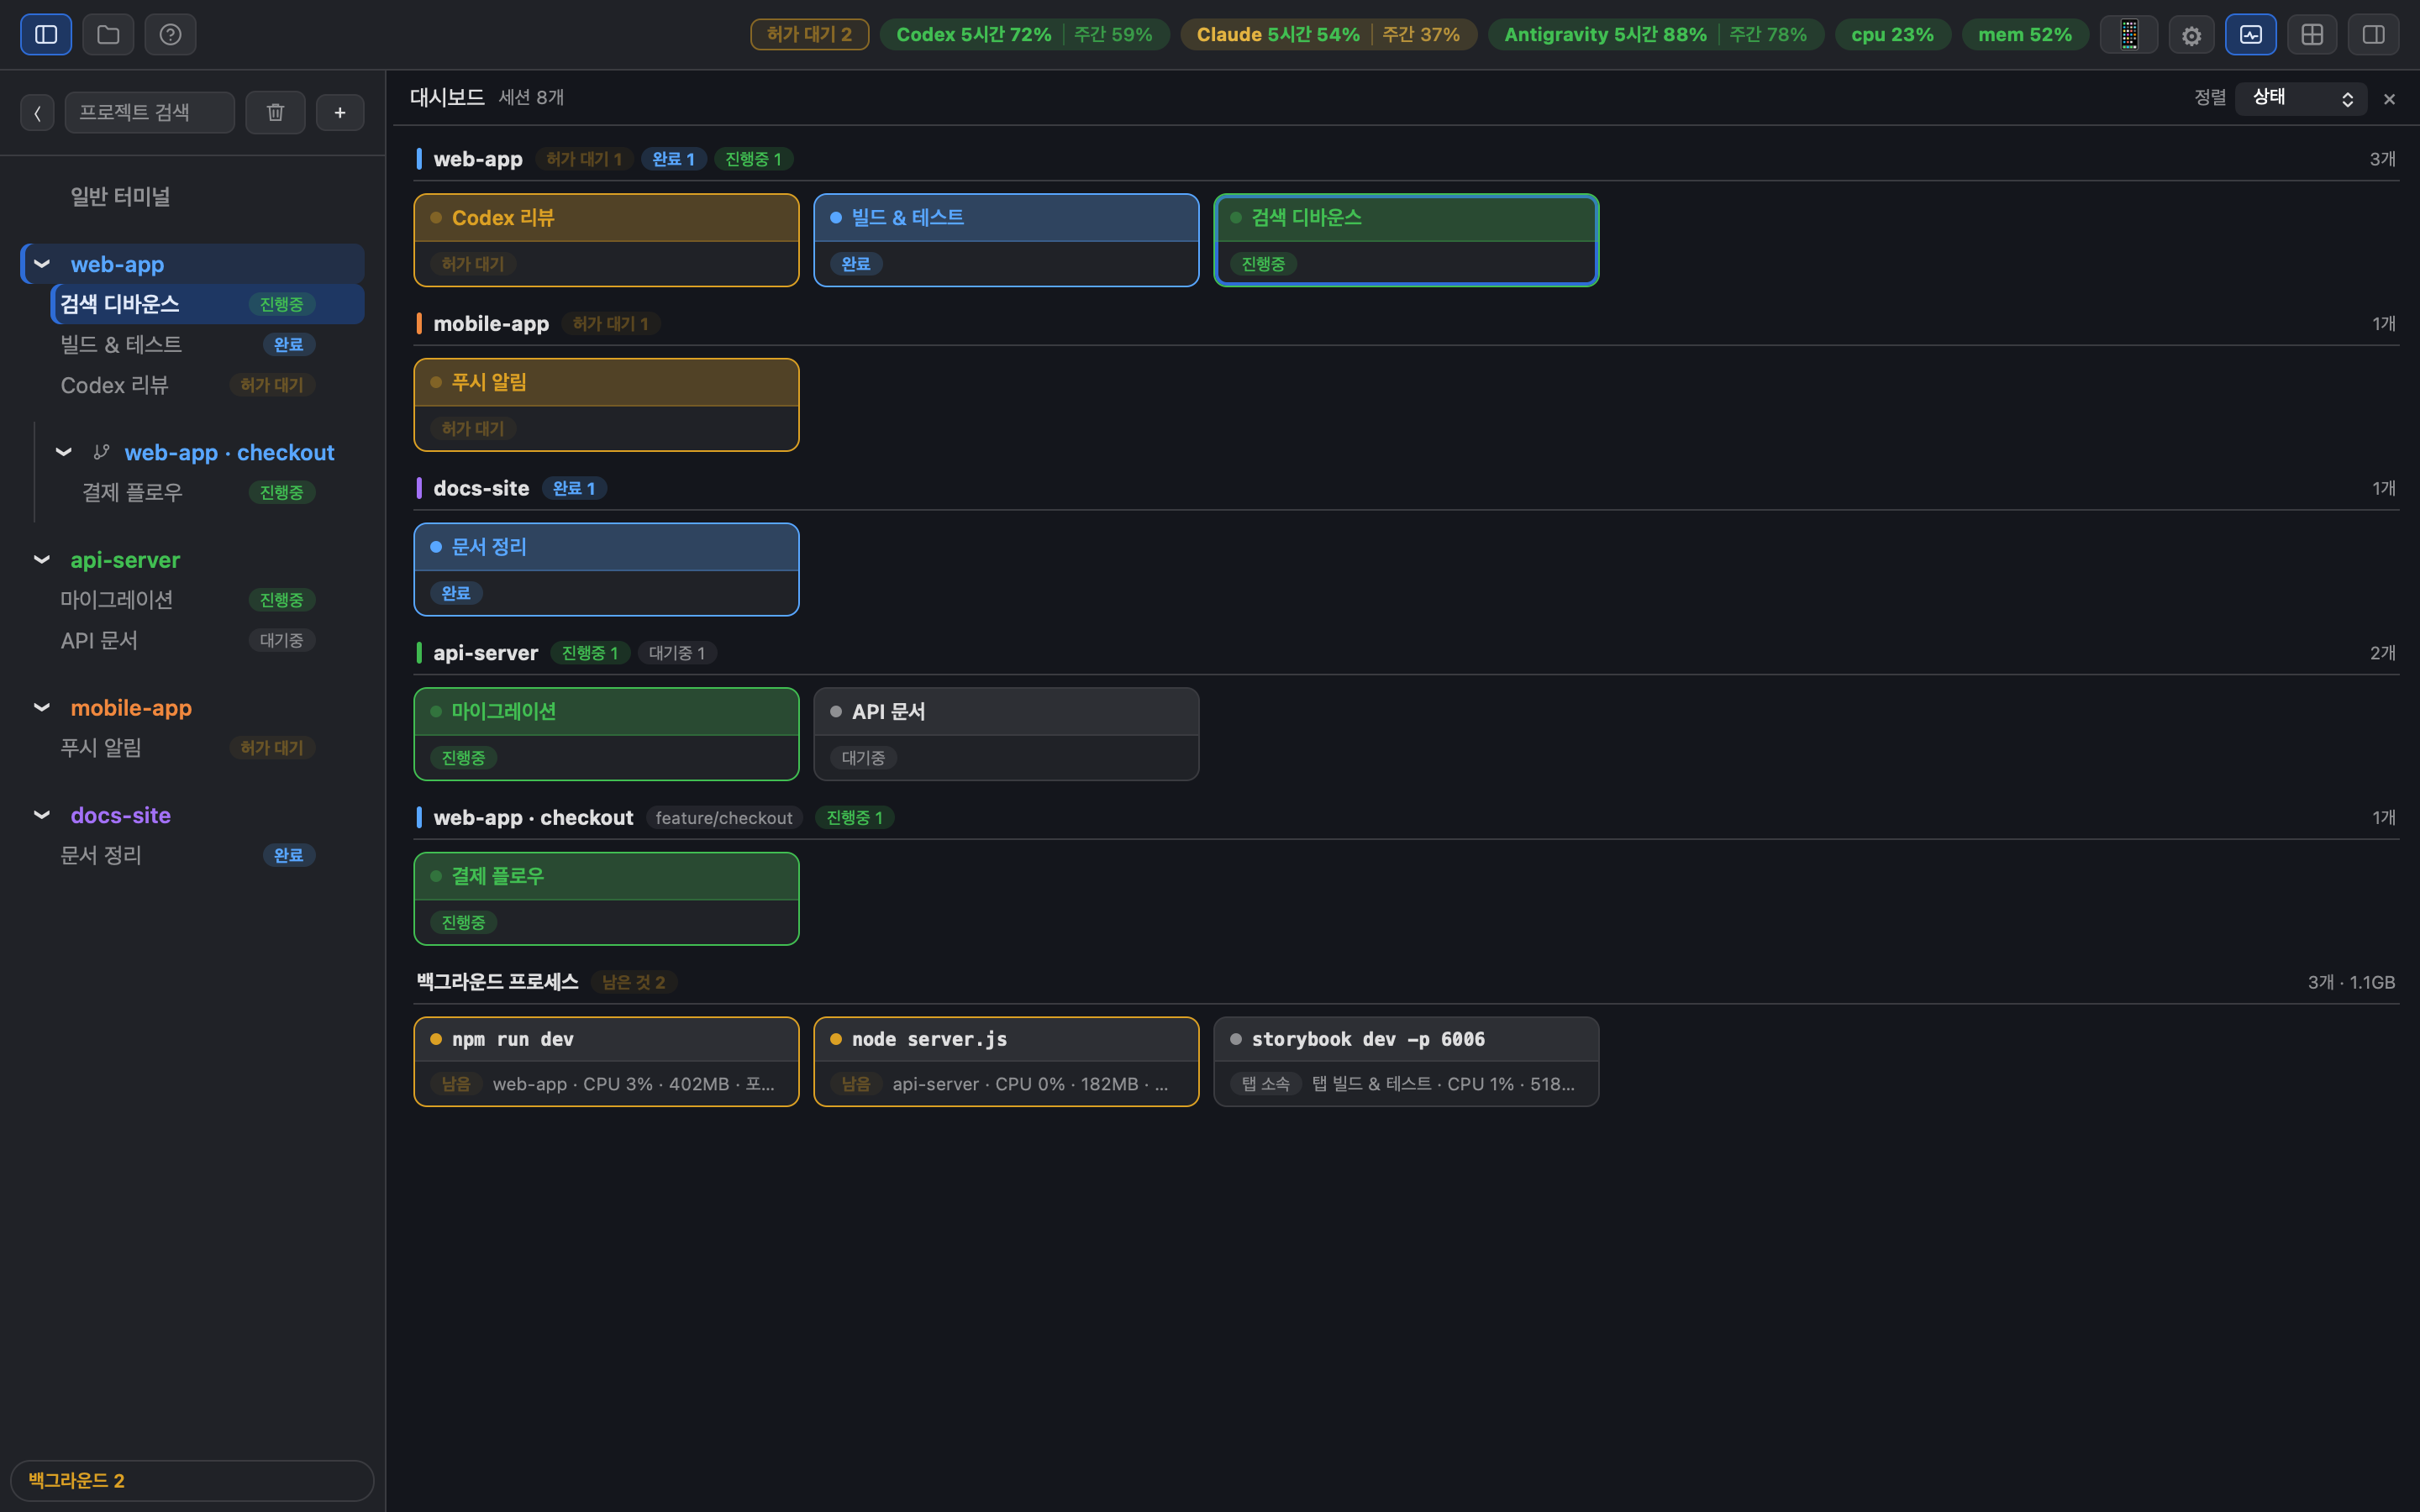 허가 대기 2
Codex 5시간 72% 주간 59%
Claude 5시간 54% 주간 37%
Antigravity 5시간 88% 주간 78%
cpu 23%
mem 52%
프로젝트 검색
+
일반 터미널
web-app
검색 디바운스 진행중
빌드 & 테스트 완료
Codex 리뷰 허가 대기
web-app · checkout
결제 플로우 진행중
api-server
마이그레이션 진행중
API 문서 대기중
mobile-app
푸시 알림 허가 대기
docs-site
문서 정리 완료
백그라운드 2
대시보드 세션 8개 정렬 상태
web-app 허가 대기 1 완료 1 진행중 1 3개
Codex 리뷰
허가 대기
빌드 & 테스트
완료
검색 디바운스
진행중
mobile-app 허가 대기 1 1개
푸시 알림
허가 대기
docs-site 완료 1 1개
문서 정리
완료
api-server 진행중 1 대기중 1 2개
마이그레이션
진행중
API 문서
대기중
web-app · checkout feature/checkout 진행중 1 1개
결제 플로우
진행중
백그라운드 프로세스 남은 것 2 3개 · 1.1GB
npm run dev
남음 web-app · CPU 3% · 402MB · 포...
node server.js
남음 api-server · CPU 0% · 182MB · ...
storybook dev -p 6006
탭 소속 탭 빌드 & 테스트 · CPU 1% · 518...